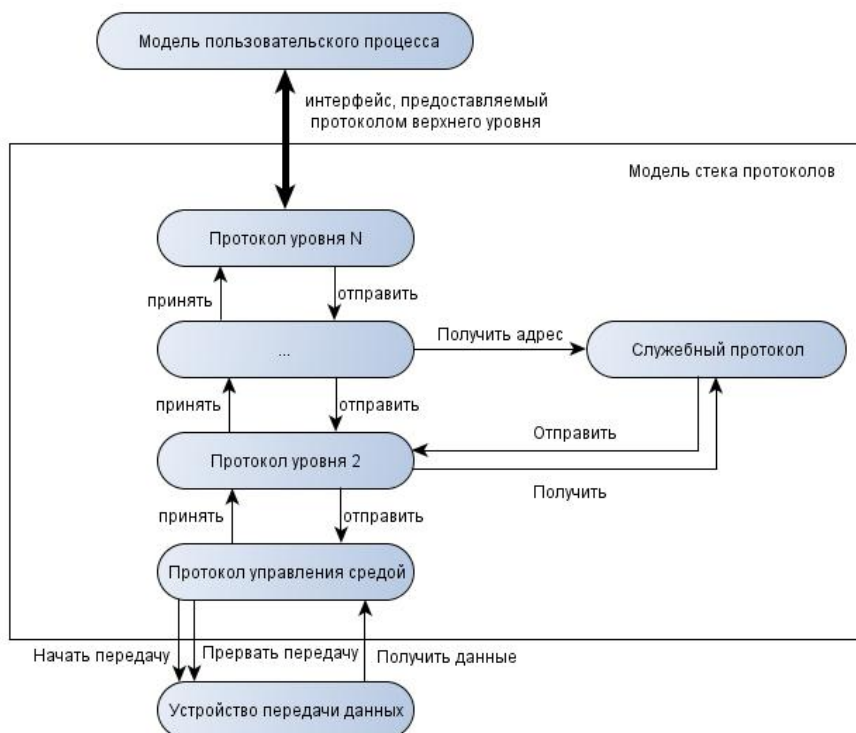 Модель пользовательского процесса
интерфейс, предоставляемый
протоколом верхнего уровня
Модель стека протоколов
Протокол уровня N
принять
отправить
...
Получить адрес
Служебный протокол
принять
отправить
Отправить
Протокол уровня 2
Получить
принять
отправить
Протокол управления средой
Начать передачу
Прервать передачу
Получить данные
Устройство передачи данных